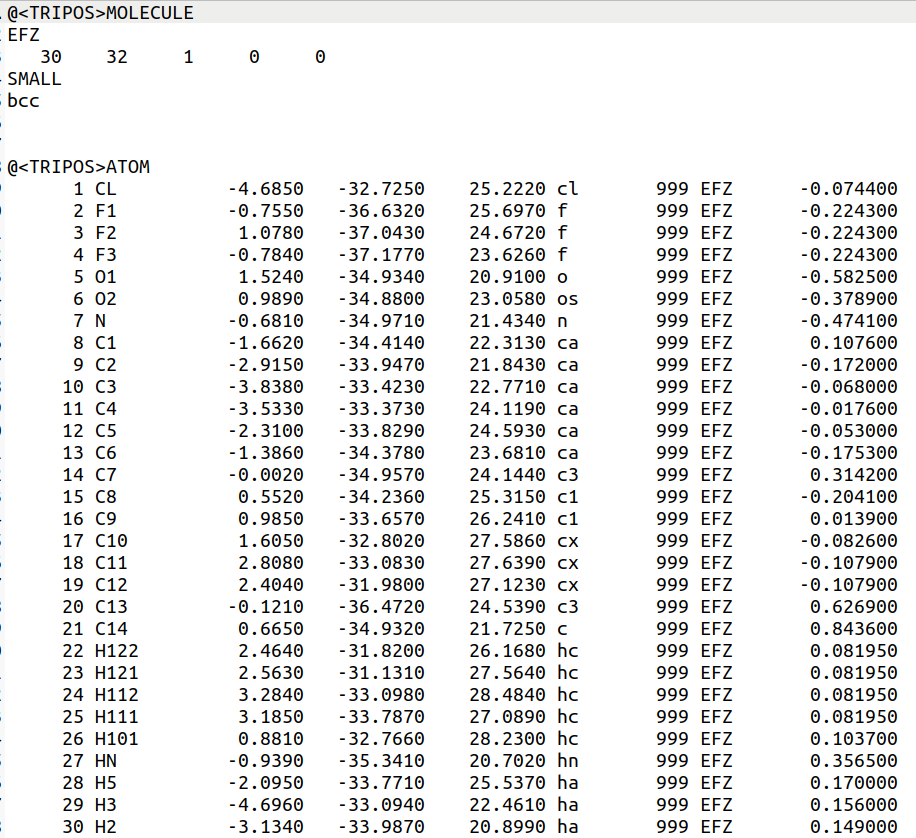 @<TRIPOS>MOLECULE
EFZ
30 32 1 0 0
SMALL
bcc
@<TRIPOS>ATOM
1 CL -4.6850 -32.7250 25.2220 cl 999 EFZ -0.074400
2 F1 -0.7550 -36.6320 25.6970 f 999 EFZ -0.224300
3 F2 1.0780 -37.0430 24.6720 f 999 EFZ -0.224300
4 F3 -0.7840 -37.1770 23.6260 f 999 EFZ -0.224300
5 O1 1.5240 -34.9340 20.9100 o 999 EFZ -0.582500
6 O2 0.9890 -34.8800 23.0580 os 999 EFZ -0.378900
7 N -0.6810 -34.9710 21.4340 n 999 EFZ -0.474100
8 C1 -1.6620 -34.4140 22.3130 ca 999 EFZ 0.107600
9 C2 -2.9150 -33.9470 21.8430 ca 999 EFZ -0.172000
10 C3 -3.8380 -33.4230 22.7710 ca 999 EFZ -0.068000
11 C4 -3.5330 -33.3730 24.1190 ca 999 EFZ -0.017600
12 C5 -2.3100 -33.8290 24.5930 ca 999 EFZ -0.053000
13 C6 -1.3860 -34.3780 23.6810 ca 999 EFZ -0.175300
14 C7 -0.0020 -34.9570 24.1440 c3 999 EFZ 0.314200
15 C8 0.5520 -34.2360 25.3150 c1 999 EFZ -0.204100
16 C9 0.9850 -33.6570 26.2410 c1 999 EFZ 0.013900
17 C10 1.6050 -32.8020 27.5860 cx 999 EFZ -0.082600
18 C11 2.8080 -33.0830 27.6390 cx 999 EFZ -0.107900
19 C12 2.4040 -31.9800 27.1230 cx 999 EFZ -0.107900
20 C13 -0.1210 -36.4720 24.5390 c3 999 EFZ 0.626900
21 C14 0.6650 -34.9320 21.7250 c 999 EFZ 0.843600
22 H122 2.4640 -31.8200 26.1680 hc 999 EFZ 0.081950
23 H121 2.5630 -31.1310 27.5640 hc 999 EFZ 0.081950
24 H112 3.2840 -33.0980 28.4840 hc 999 EFZ 0.081950
25 H111 3.1850 -33.7870 27.0890 hc 999 EFZ 0.081950
26 H101 0.8810 -32.7660 28.2300 hc 999 EFZ 0.103700
27 HN -0.9390 -35.3410 20.7020 hn 999 EFZ 0.356500
28 H5 -2.0950 -33.7710 25.5370 ha 999 EFZ 0.170000
29 H3 -4.6960 -33.0940 22.4610 ha 999 EFZ 0.156000
30 H2 -3.1340 -33.9870 20.8990 ha 999 EFZ 0.149000